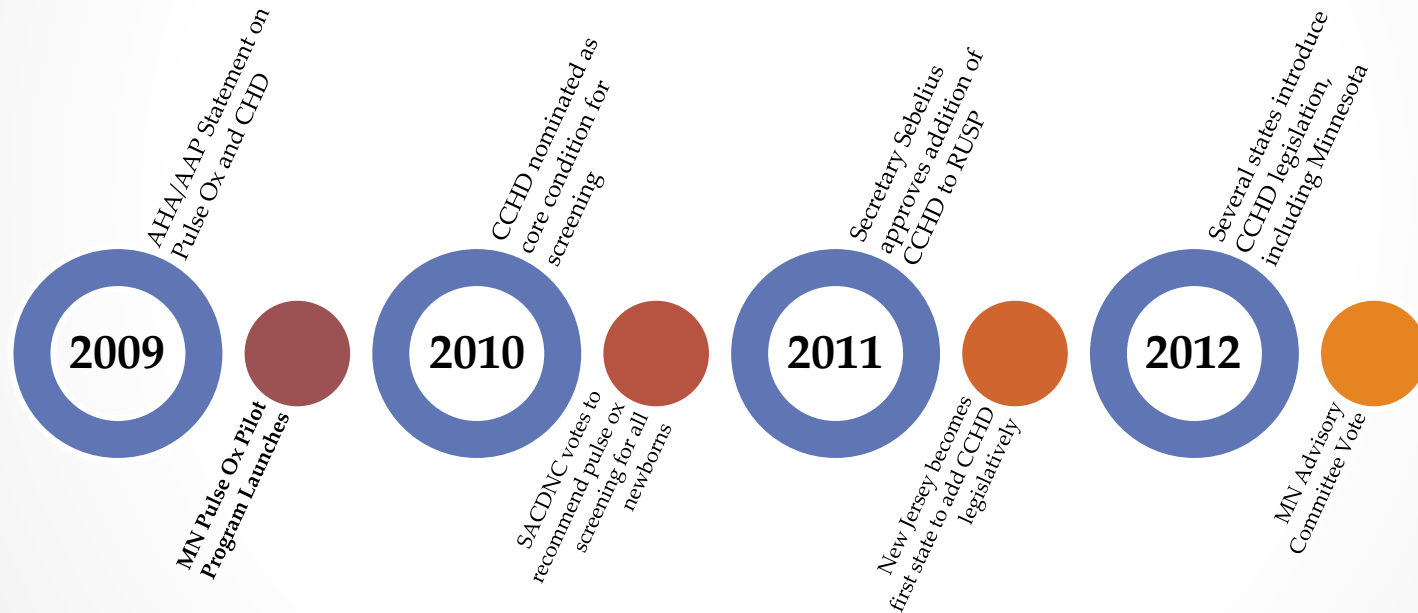 AHA/AAP Statement on
Pulse Ox and CHD
2009
MN Pulse Ox Pilot
Program Launches
CCHD nominated as
core condition for
screening
2010
SACDNC votes to
recommend pulse ox
screening for all
newborns
Secretary Sebelius
approves addition of
CCHD to RUSP
2011
New Jersey becomes
first state to add CCHD
legislatively
Several states introduce
CCHD legislation,
including Minnesota
2012
MN Advisory
Committee Vote